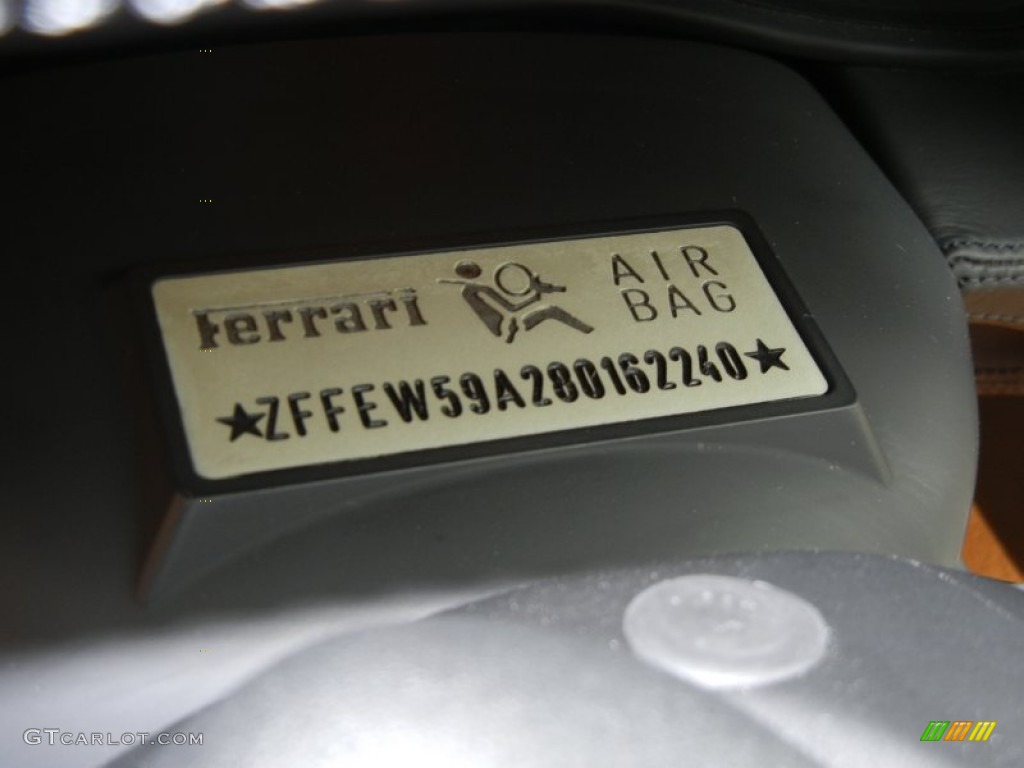 Ferrari
AIR
BAG
★ZFFEW59A280162240★
GTcarlot.com